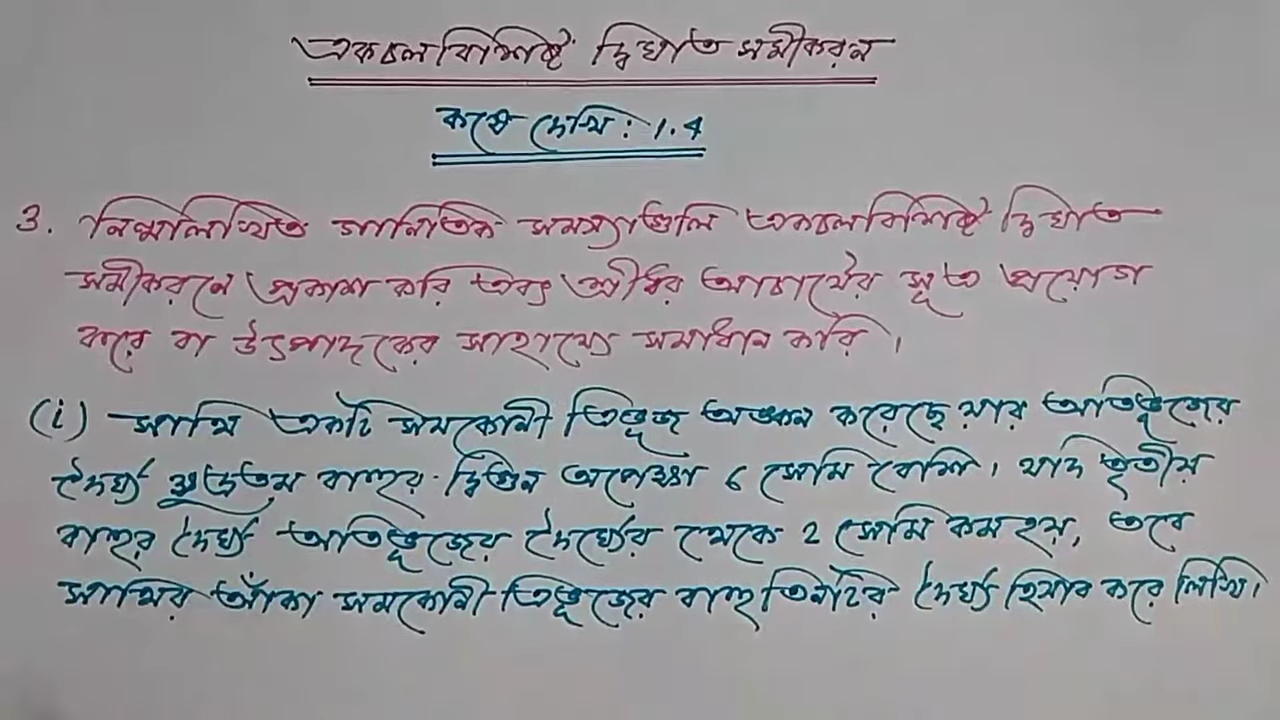 একচলবিশিষ্ট দ্বিঘাত সমীকরন
কষে দেখি : 1.4
3. নিম্নলিখিত গানিতিক সমস্যাগুলি একচলবিশিষ্ট দ্বিঘাত
সমীকরনে প্রকাশ করি এবং শ্রীধর আচার্যের সূত্র প্রয়োগ
করে বা উৎপাদকের সাহায্যে সমাধান করি।
(i) সাথি একটি সমকোনী ত্রিভুজ অঙ্কন করেছে যার অতিভুজের
দৈর্ঘ্য ক্ষুদ্রতম বাহুর দ্বিগুন অপেক্ষা 6 সেমি বেশি। যদি তৃতীয়
বাহুর দৈর্ঘ্য অতিভুজের দৈর্ঘ্যের থেকে 2 সেমি কম হয়, তবে
সাথির আঁকা সমকোনী ত্রিভুজের বাহু তিনটির দৈর্ঘ্য হিসাব করে লিখি।